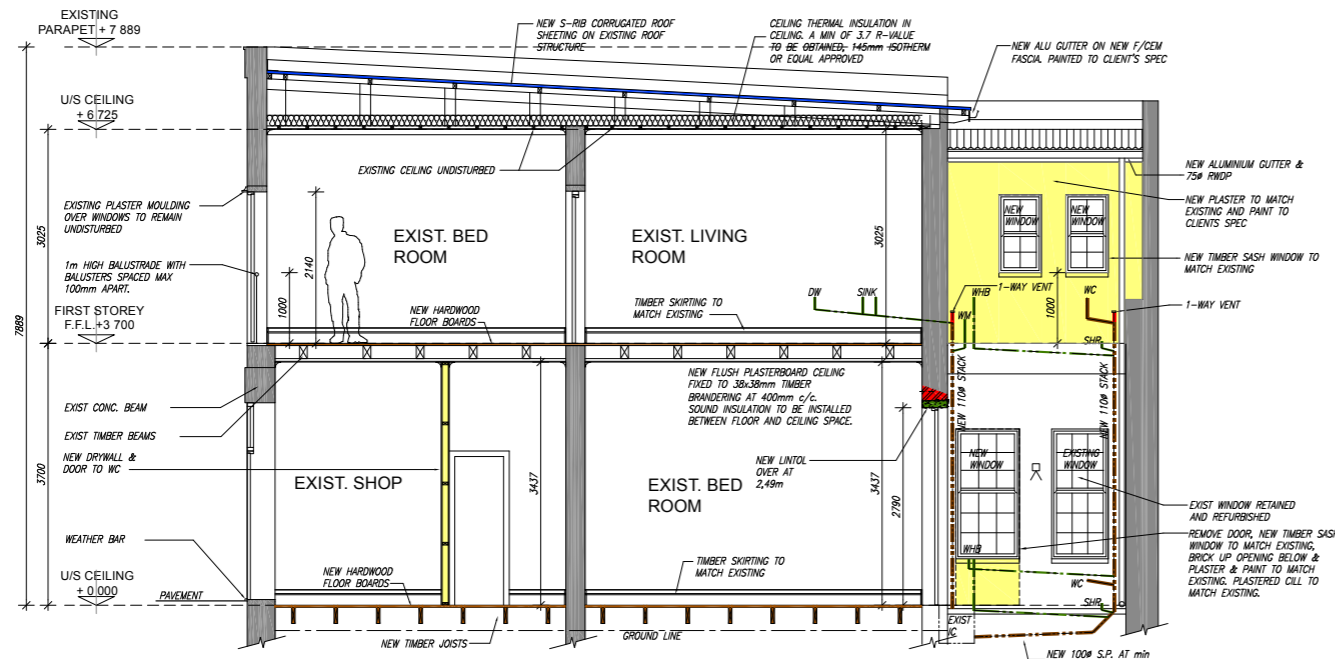 EXISTING
PARAPET + 7 889
U/S CEILING
+ 6 725
EXISTING PLASTER MOULDING
OVER WINDOWS TO REMAIN
UNDISTURBED
1m HIGH BALUSTRADE WITH
BALUSTERS SPACED MAX
100mm APART.
FIRST STOREY
F.F.L.+3 700
EXIST CONC. BEAM
EXIST TIMBER BEAMS
NEW DRYWALL &
DOOR TO WC
WEATHER BAR
U/S CEILING
+ 0.000
PAVEMENT
7889
3025
3700
NEW S-RIB CORRUGATED ROOF
SHEETING ON EXISTING ROOF
STRUCTURE
CEILING THERMAL INSULATION IN
CEILING. A MIN OF 3.7 R-VALUE
TO BE OBTAINED, 145mm ISOTHERM
OR EQUAL APPROVED
NEW ALU GUTTER ON NEW F/CEM
FASCIA. PAINTED TO CLIENT'S SPEC
EXISTING CEILING UNDISTURBED
EXIST. BED
ROOM
EXIST. LIVING
ROOM
1000
2140
3025
NEW HARDWOOD
FLOOR BOARDS
TIMBER SKIRTING TO
MATCH EXISTING
DW
SINK
WHB
WM
1-WAY VENT
NEW
WINDOW
NEW
WINDOW
WC
1000
SHR
NEW ALUMINIUM GUTTER &
75ø RWDP
NEW PLASTER TO MATCH
EXISTING AND PAINT TO
CLIENTS SPEC
NEW TIMBER SASH WINDOW TO
MATCH EXISTING
1-WAY VENT
NEW FLUSH PLASTERBOARD CEILING
FIXED TO 38x38mm TIMBER
BRANDERING AT 400mm c/c.
SOUND INSULATION TO BE INSTALLED
BETWEEN FLOOR AND CEILING SPACE.
NEW LINTOL
OVER AT
2,49m
EXIST. SHOP
EXIST. BED
ROOM
3437
3437
2790
NEW 110ø STACK
NEW 110ø STACK
NEW
WINDOW
EXISTING
WINDOW
WHB
WC
SHR
EXIST WINDOW RETAINED
AND REFURBISHED
REMOVE DOOR, NEW TIMBER SASH
WINDOW TO MATCH EXISTING,
BRICK UP OPENING BELOW &
PLASTER & PAINT TO MATCH
EXISTING. PLASTERED CILL TO
MATCH EXISTING.
NEW HARDWOOD
FLOOR BOARDS
TIMBER SKIRTING TO
MATCH EXISTING
NEW TIMBER JOISTS
GROUND LINE
EXIST
IC
NEW 100ø S.P. AT min